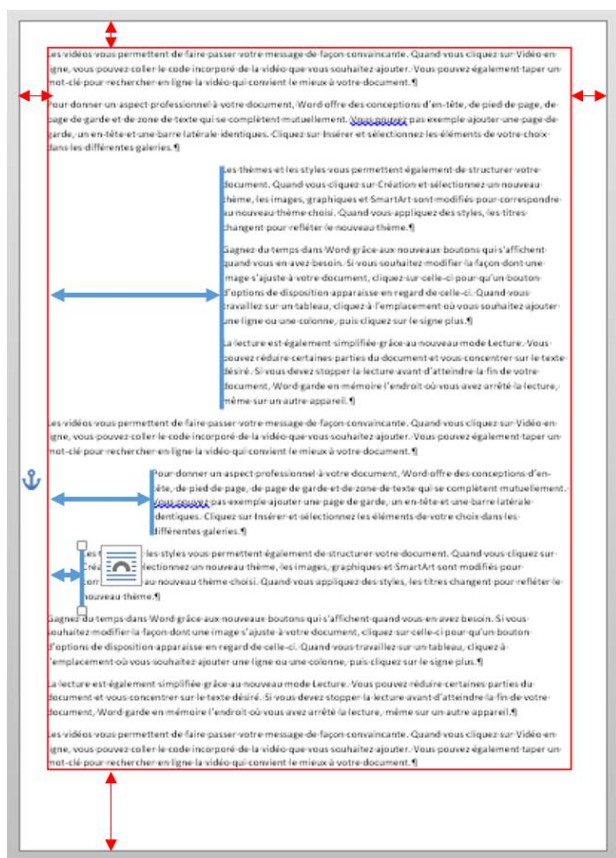 Les vidéos vous permettent de faire passer votre message de façon convaincante. Quand vous cliquez sur Vidéo en
ligne, vous pouvez coller le code incorporé de la vidéo que vous souhaitez ajouter. Vous pouvez également taper un
mot-clé pour rechercher en ligne la vidéo qui convient le mieux à votre document.¶
Pour donner un aspect professionnel à votre document, Word offre des conceptions d'en-tête, de pied de page, de
page de garde et de zone de texte qui se complètent mutuellement. Vous pouvez pas exemple ajouter une page de
garde, un en-tête et une barre latérale identiques. Cliquez sur Insérer et sélectionnez les éléments de votre choix
dans les différentes galeries.¶
Les thèmes et les styles vous permettent également de structurer votre
document. Quand vous cliquez sur Création et sélectionnez un nouveau
thème, les images, graphiques et SmartArt sont modifiés pour correspondre
au nouveau thème choisi. Quand vous appliquez des styles, les titres
changent pour refléter le nouveau thème.¶
Gagnez du temps dans Word grâce aux nouveaux boutons qui s'affichent
quand vous en avez besoin. Si vous souhaitez modifier la façon dont une
image s'ajuste à votre document, cliquez sur celle-ci pour qu'un bouton
d'options de disposition apparaisse en regard de celle-ci. Quand vous
travaillez sur un tableau, cliquez à l'emplacement où vous souhaitez ajouter
une ligne ou une colonne, puis cliquez sur le signe plus.¶
La lecture est également simplifiée grâce au nouveau mode Lecture. Vous
pouvez réduire certaines parties du document et vous concentrer sur le texte
désiré. Si vous devez stopper la lecture avant d'atteindre la fin de votre
document, Word garde en mémoire l'endroit où vous avez arrêté la lecture,
même sur un autre appareil.¶
Les vidéos vous permettent de faire passer votre message de façon convaincante. Quand vous cliquez sur Vidéo en
ligne, vous pouvez coller le code incorporé de la vidéo que vous souhaitez ajouter. Vous pouvez également taper un
mot-clé pour rechercher en ligne la vidéo qui convient le mieux à votre document.¶
Pour donner un aspect professionnel à votre document, Word offre des conceptions d'en-
tête, de pied de page, de page de garde et de zone de texte qui se complètent mutuellement.
Vous pouvez pas exemple ajouter une page de garde, un en-tête et une barre latérale
identiques. Cliquez sur Insérer et sélectionnez les éléments de votre choix dans les
différentes galeries.¶
Les les styles vous permettent également de structurer votre document. Quand vous cliquez sur
électionnez un nouveau thème, les images, graphiques et SmartArt sont modifiés pour
au nouveau thème choisi. Quand vous appliquez des styles, les titres changent pour refléter le
nouveau thème.¶
Gagnez du temps dans Word grâce aux nouveaux boutons qui s'affichent quand vous en avez besoin. Si vous
souhaitez modifier la façon dont une image s'ajuste à votre document, cliquez sur celle-ci pour qu'un bouton
d'options de disposition apparaisse en regard de celle-ci. Quand vous travaillez sur un tableau, cliquez à
l'emplacement où vous souhaitez ajouter une ligne ou une colonne, puis cliquez sur le signe plus.¶
La lecture est également simplifiée grâce au nouveau mode Lecture. Vous pouvez réduire certaines parties du
document et vous concentrer sur le texte désiré. Si vous devez stopper la lecture avant d'atteindre la fin de votre
document, Word garde en mémoire l'endroit où vous avez arrêté la lecture, même sur un autre appareil.¶
Les vidéos vous permettent de faire passer votre message de façon convaincante. Quand vous cliquez sur Vidéo en
ligne, vous pouvez coller le code incorporé de la vidéo que vous souhaitez ajouter. Vous pouvez également taper un
mot-clé pour rechercher en ligne la vidéo qui convient le mieux à votre document.¶